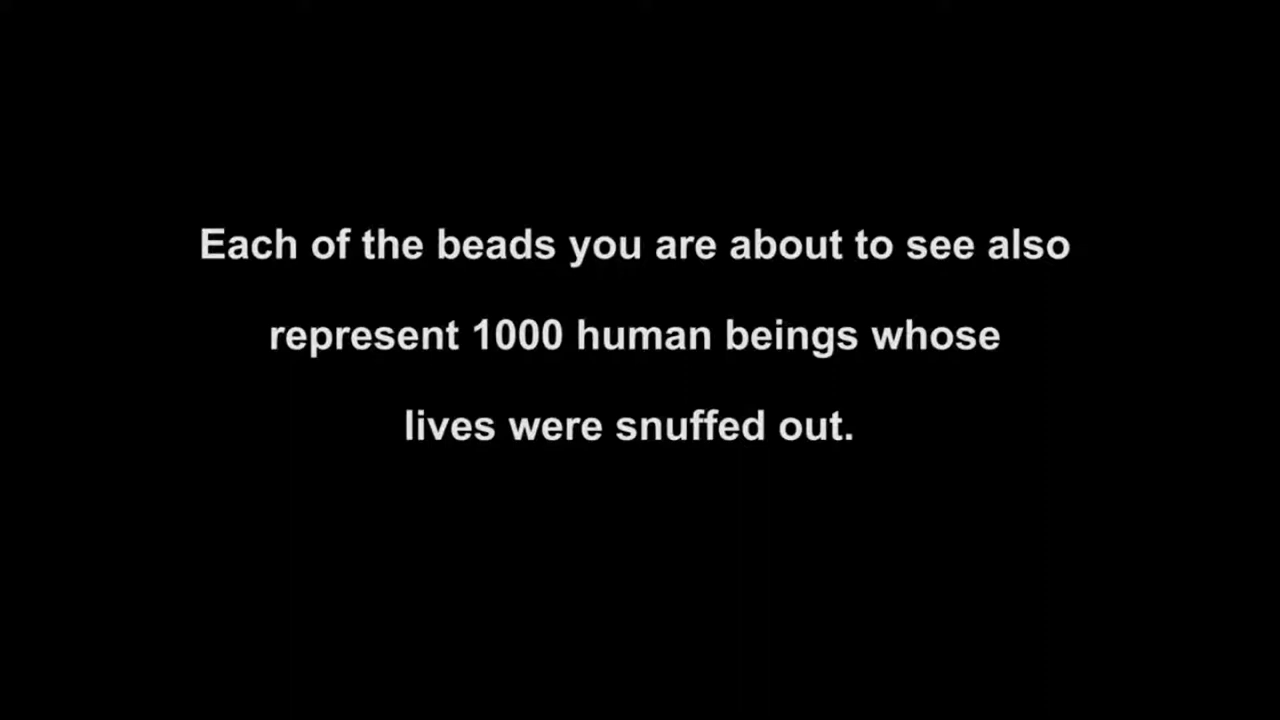 Each of the beads you are about to see also
represent 1000 human beings whose
lives were snuffed out.